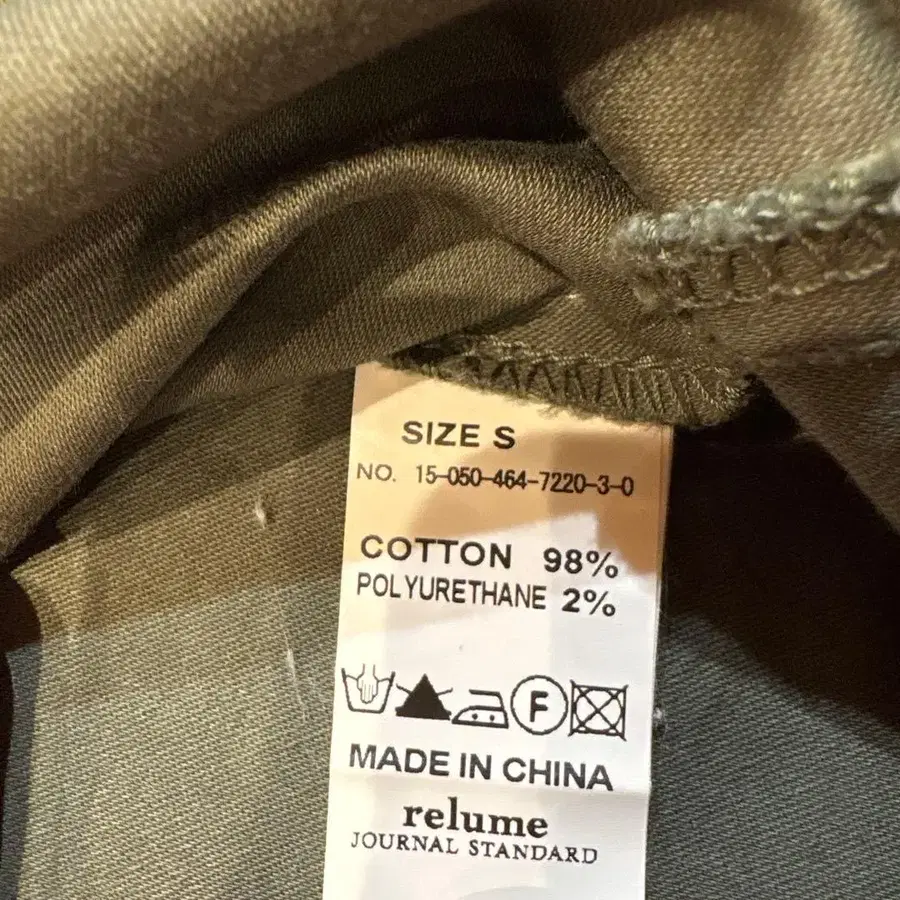 SIZE S
NO. 15-050-464-7220-3-0
COTTON 98%
POLYURETHANE 2%
F
MADE IN CHINA
relume
JOURNAL STANDARD